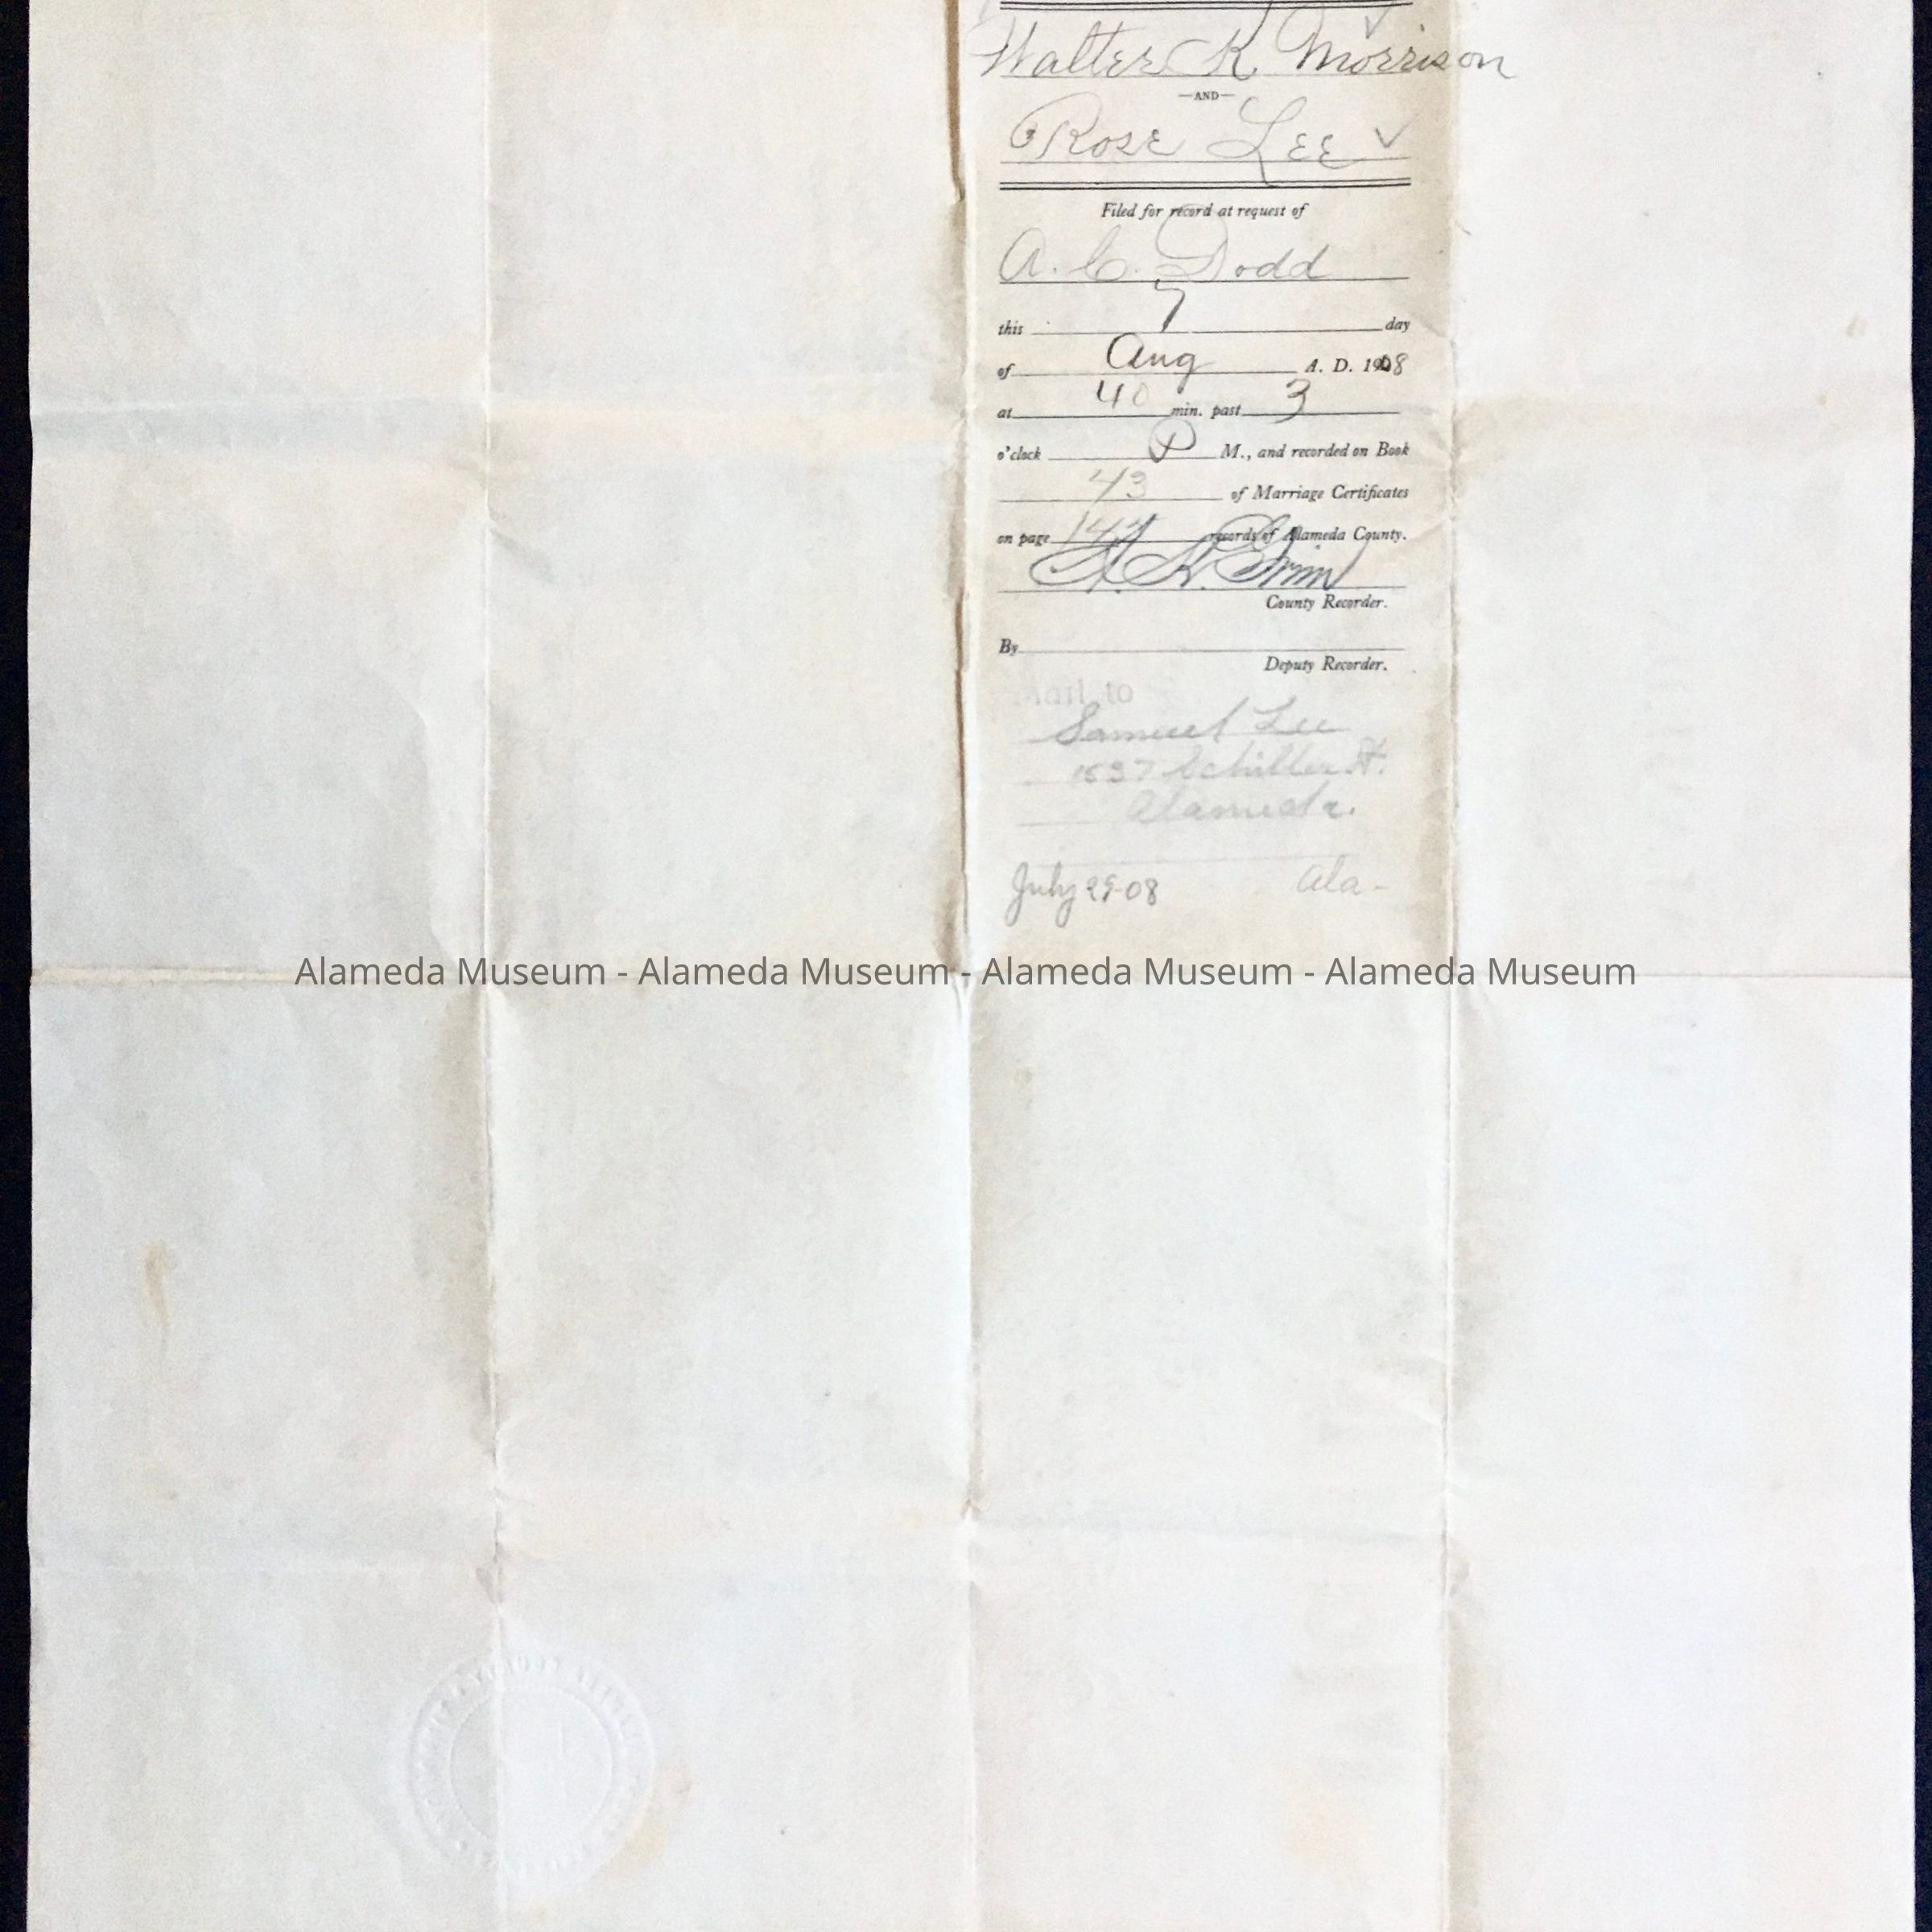 Walter K. Morrison
—AND—
Rose Lee
Filed for record at request of
A. C. Dodd
this 7 day
of Aug A. D. 1908
at 40 min. past 3
o'clock P M., and recorded on Book
43 of Marriage Certificates
on page records of Alameda County.
County Recorder.
By
Deputy Recorder.
Mail to
Samuel Lee
Schiller St.
Alameda.
July 29-08 Ala-
Alameda Museum - Alameda Museum - Alameda Museum - Alameda Museum